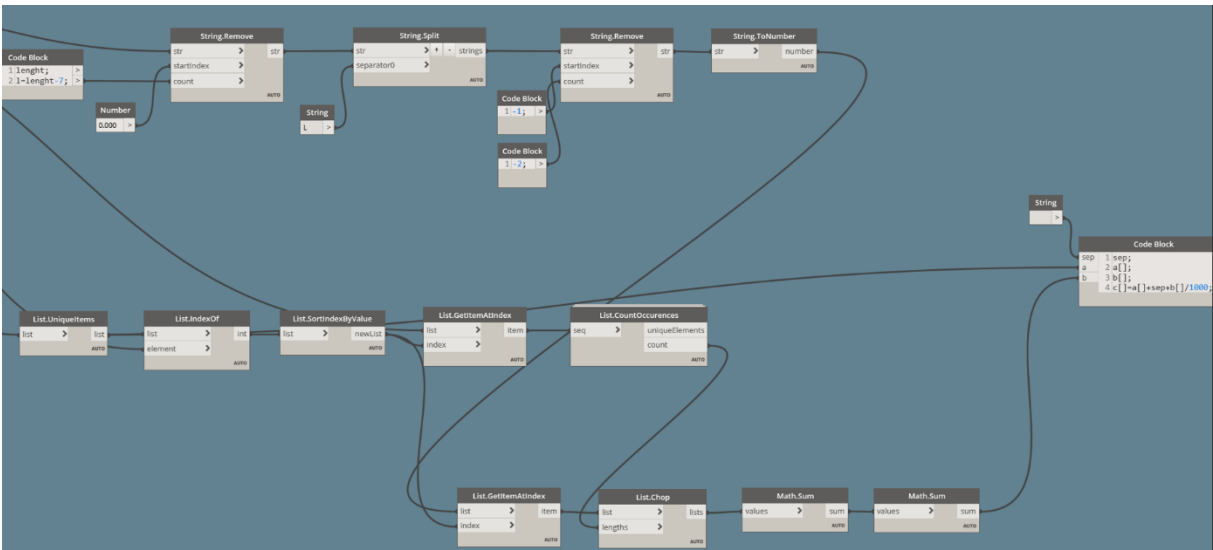 String.Remove
str > str
startIndex >
count >
AUTO
String.Split
str > + - strings
separator0 >
AUTO
String.Remove
str > str
startIndex >
count >
AUTO
String.ToNumber
str > number
AUTO
Code Block
1 lenght; >
2 l=lenght-7; >
Number
0.000 >
String
L >
Code Block
1 -1; >
Code Block
1 -2; >
String
>
Code Block
sep 1 sep;
a 2 a[];
b 3 b[];
4 c[]=a[]+sep+b[]/1000;
List.UniqueItems
list > list
AUTO
List.IndexOf
list > int
element >
AUTO
List.SortIndexByValue
list > newList
AUTO
List.GetItemAtIndex
list > item
index >
AUTO
List.CountOccurences
seq > uniqueElements
count
AUTO
List.GetItemAtIndex
list > item
index >
AUTO
List.Chop
list > lists
lengths >
AUTO
Math.Sum
values > sum
AUTO
Math.Sum
values > sum
AUTO